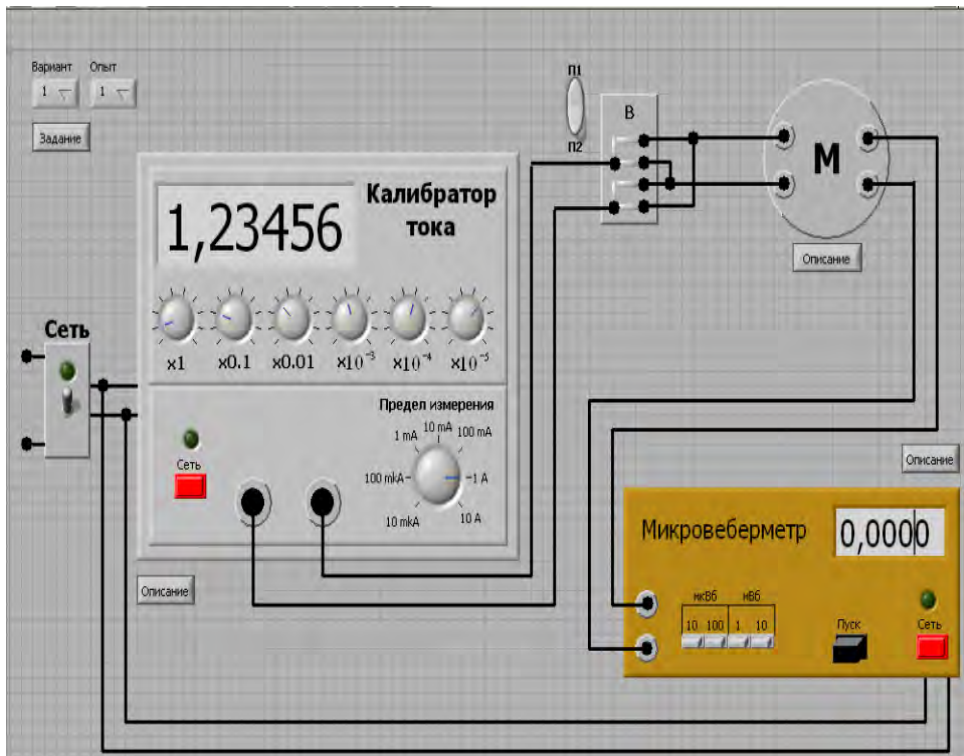 Вариант Опыт
1 1
Задание
П1
П2
В
М
Описание
Калибратор
тока
1,23456
x1 x0.1 x0.01 x10⁻³ x10⁻⁴ x10⁻⁵
Сеть
Предел измерения
10 mkA 100 mkA 1 mA 10 mA 100 mA 1 A 10 A
Сеть
Описание
Описание
Микровеберметр
0,0000
мкВб мВб
10 100 1 10
Пуск
Сеть